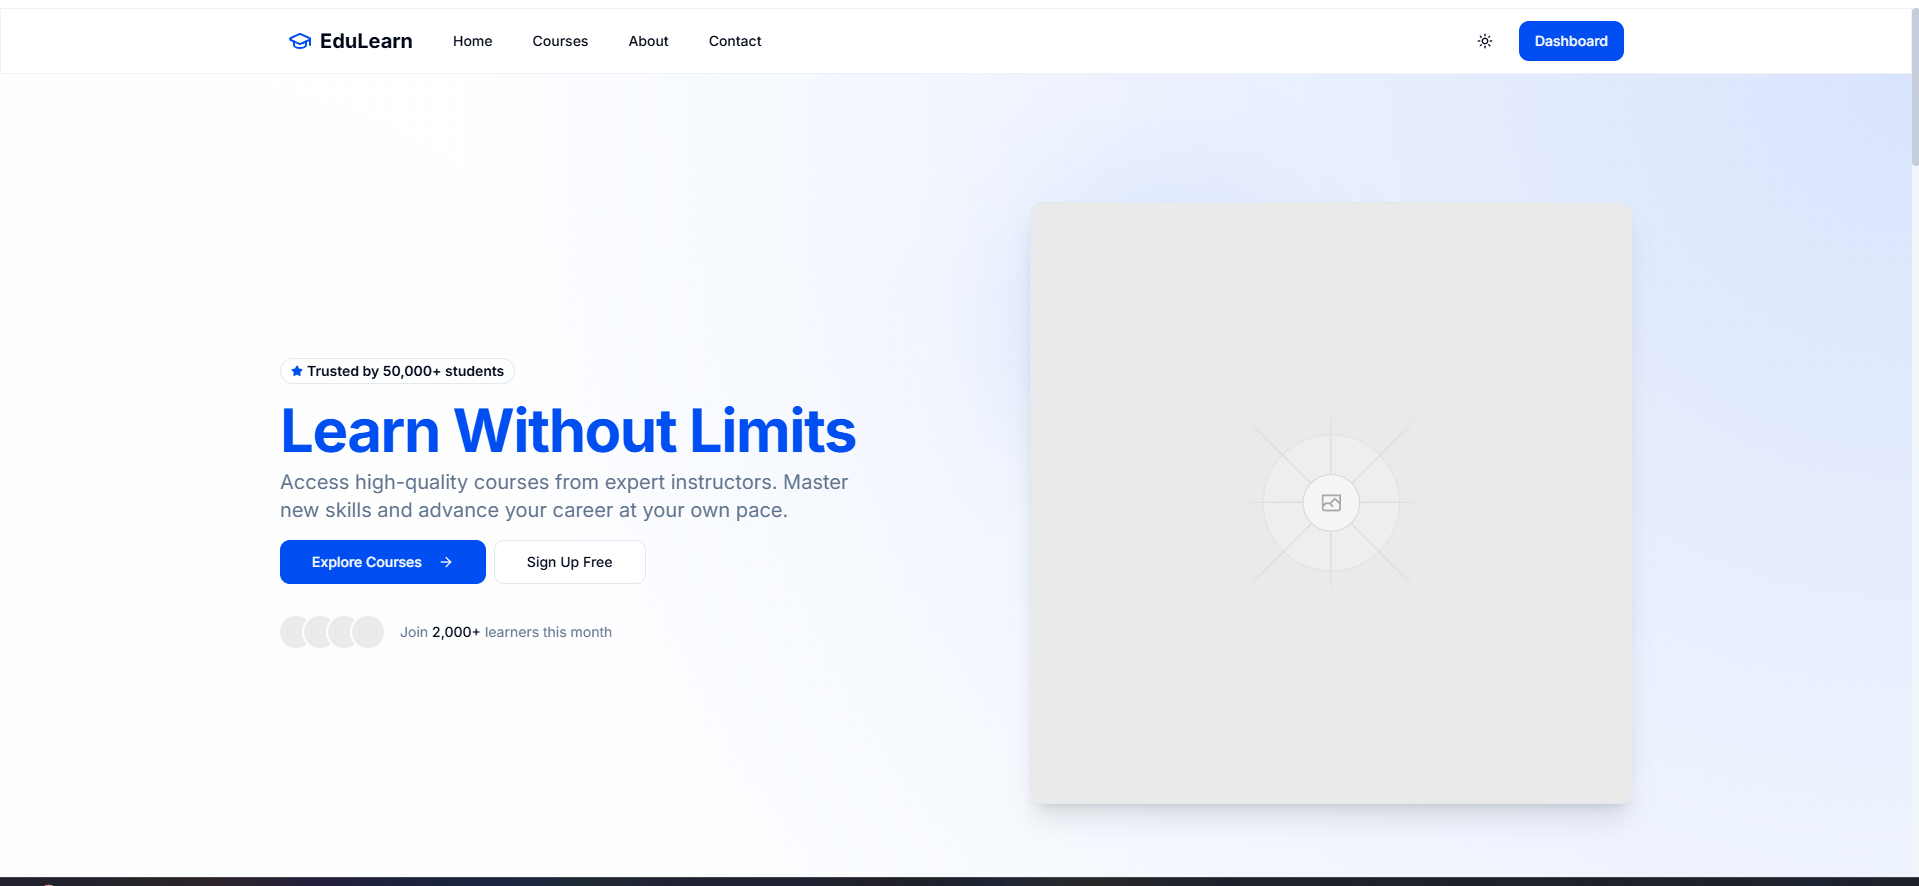 EduLearn
Home
Courses
About
Contact
Dashboard
Trusted by 50,000+ students
Learn Without Limits
Access high-quality courses from expert instructors. Master
new skills and advance your career at your own pace.
Explore Courses
Sign Up Free
Join 2,000+ learners this month